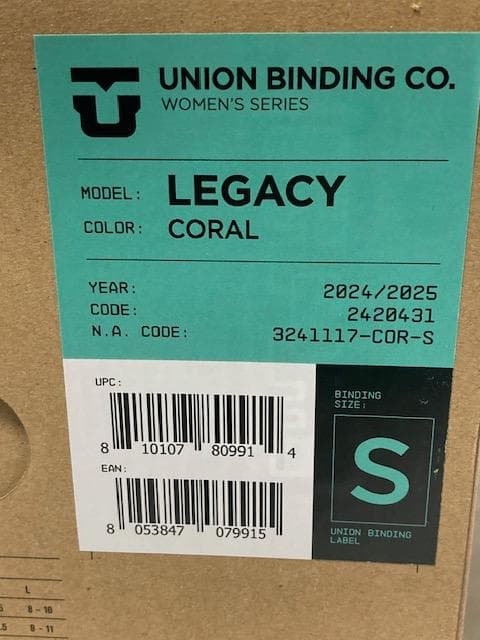 UNION BINDING CO.
WOMEN'S SERIES
MODEL: LEGACY
COLOR: CORAL
YEAR: 2024/2025
CODE: 2420431
N.A. CODE: 3241117-COR-S
UPC:
8 10107 80991 4
EAN:
8 053847 079915
BINDING
SIZE:
S
UNION BINDING
LABEL
L
8 - 10
9 - 11